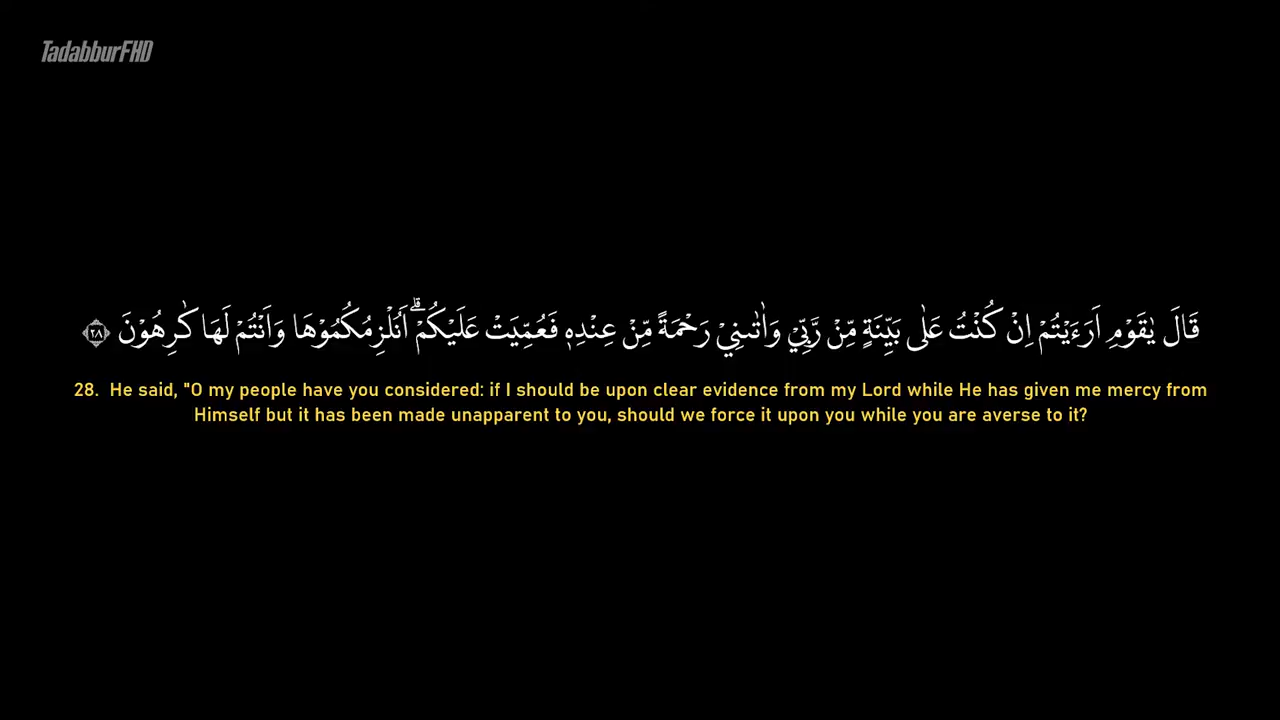 TadabburFHD
قَالَ يٰقَوْمِ اَرَءَيْتُمْ اِنْ كُنْتُ عَلٰى بَيِّنَةٍ مِّنْ رَّبِّيْ وَاٰتٰىنِيْ رَحْمَةً مِّنْ عِنْدِهٖ فَعُمِّيَتْ عَلَيْكُمْۗ اَنُلْزِمُكُمُوْهَا وَاَنْتُمْ لَهَا كٰرِهُوْنَ ٢٨
28. He said, "O my people have you considered: if I should be upon clear evidence from my Lord while He has given me mercy from
Himself but it has been made unapparent to you, should we force it upon you while you are averse to it?